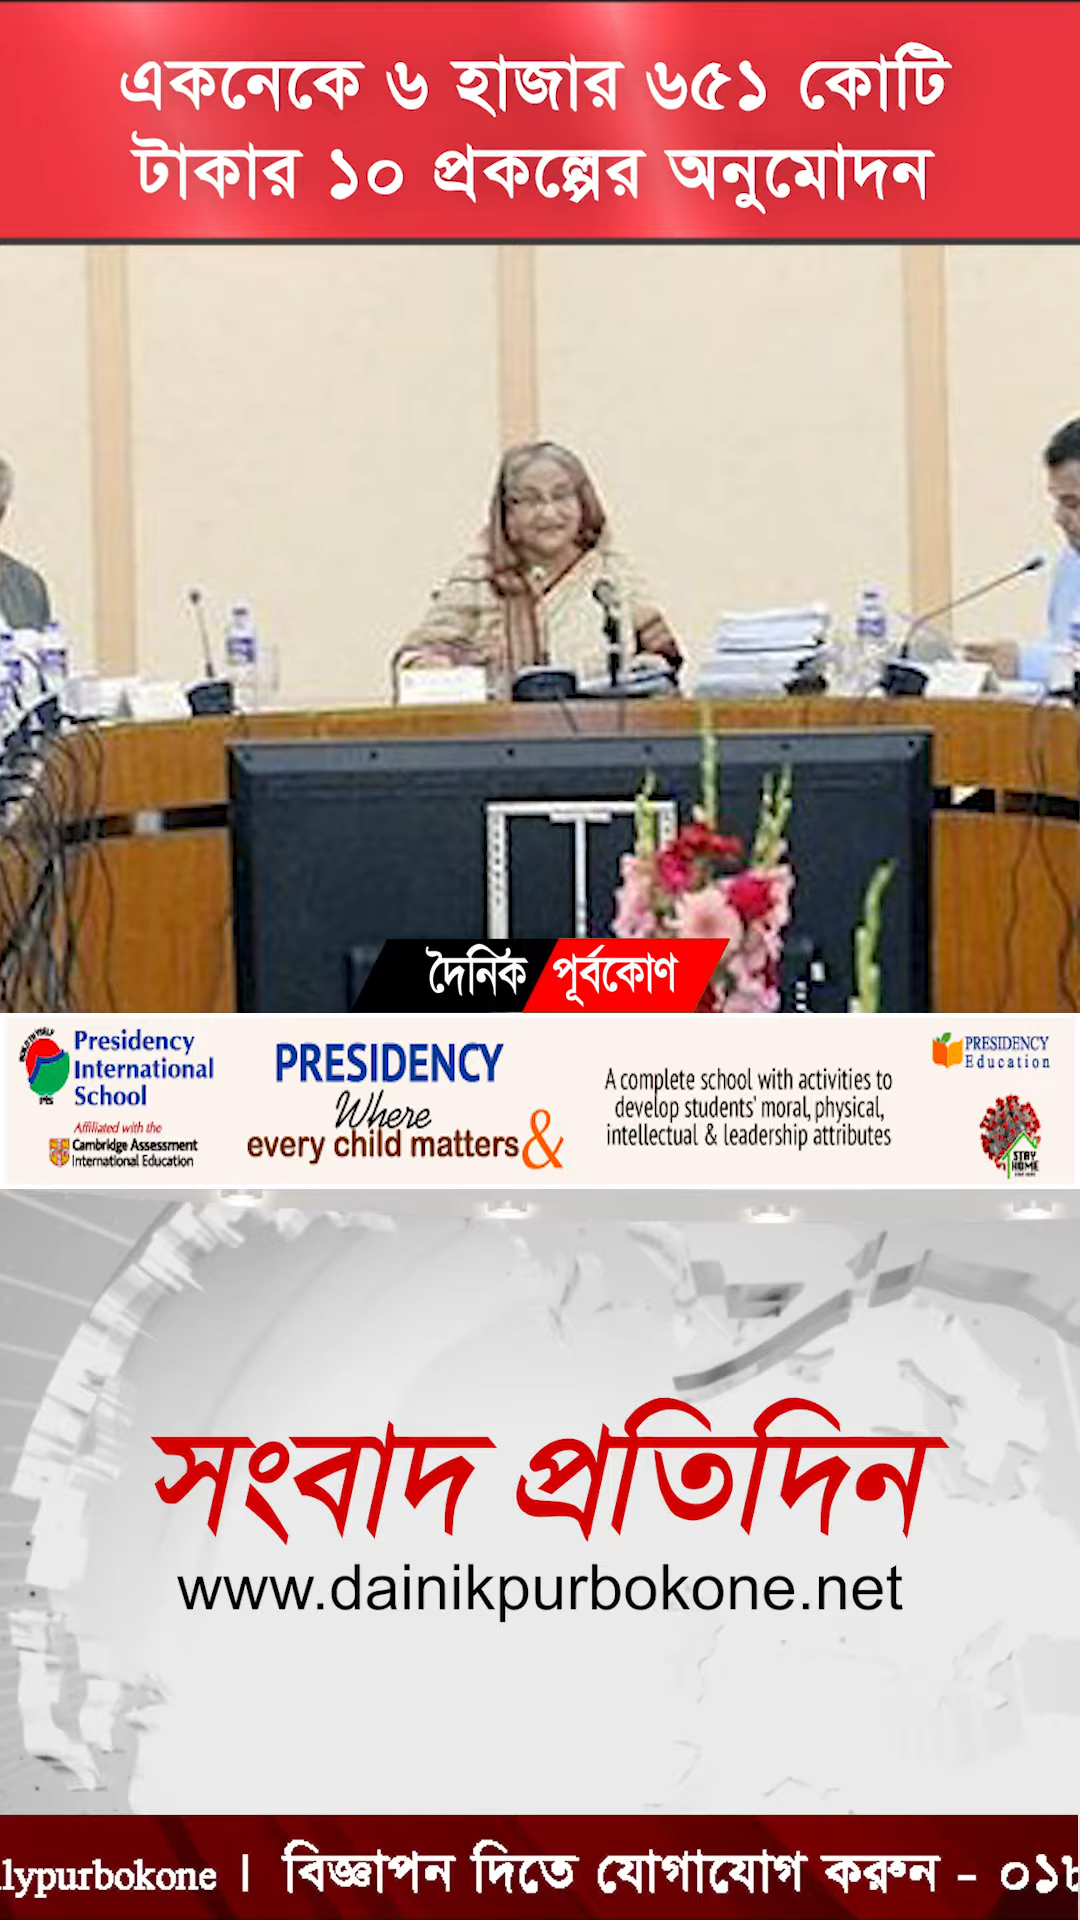 একনেকে ৬ হাজার ৬৫১ কোটি
টাকার ১০ প্রকল্পের অনুমোদন
দৈনিক পূর্বকোণ
Presidency
International
School
Affiliated with the
Cambridge Assessment
International Education
PRESIDENCY
Where
every child matters &
A complete school with activities to
develop students' moral, physical,
intellectual & leadership attributes
PRESIDENCY
Education
STAY
HOME
সংবাদ প্রতিদিন
www.dainikpurbokone.net
lypurbokone | বিজ্ঞাপন দিতে যোগাযোগ করুন - ০১৮